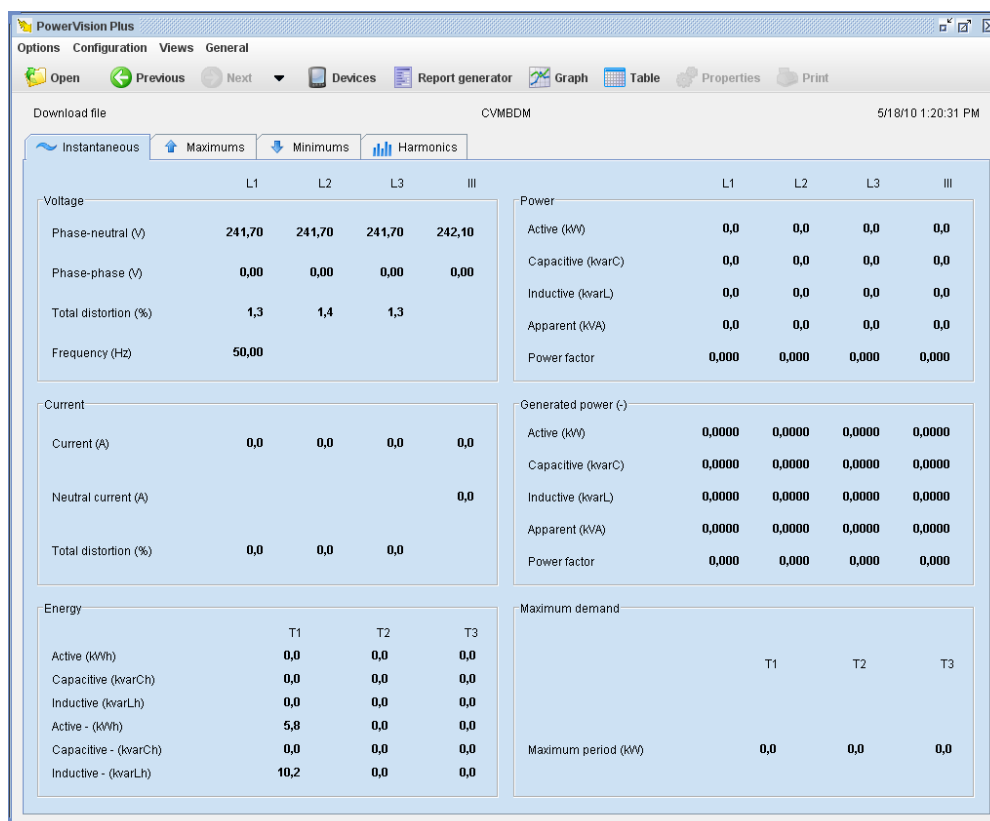 PowerVision Plus
Options Configuration Views General
Open Previous Next Devices Report generator Graph Table Properties Print
Download file CVMBDM 5/18/10 1:20:31 PM
Instantaneous Maximums Minimums Harmonics
L1 L2 L3 III
Voltage
Phase-neutral (V) 241,70 241,70 241,70 242,10
Phase-phase (V) 0,00 0,00 0,00 0,00
Total distortion (%) 1,3 1,4 1,3
Frequency (Hz) 50,00
L1 L2 L3 III
Power
Active (kW) 0,0 0,0 0,0 0,0
Capacitive (kvarC) 0,0 0,0 0,0 0,0
Inductive (kvarL) 0,0 0,0 0,0 0,0
Apparent (kVA) 0,0 0,0 0,0 0,0
Power factor 0,000 0,000 0,000 0,000
Current
Current (A) 0,0 0,0 0,0 0,0
Neutral current (A) 0,0
Total distortion (%) 0,0 0,0 0,0
Generated power (-)
Active (kW) 0,0000 0,0000 0,0000 0,0000
Capacitive (kvarC) 0,0000 0,0000 0,0000 0,0000
Inductive (kvarL) 0,0000 0,0000 0,0000 0,0000
Apparent (kVA) 0,0000 0,0000 0,0000 0,0000
Power factor 0,000 0,000 0,000 0,000
Energy
T1 T2 T3
Active (kWh) 0,0 0,0 0,0
Capacitive (kvarCh) 0,0 0,0 0,0
Inductive (kvarLh) 0,0 0,0 0,0
Active - (kWh) 5,8 0,0 0,0
Capacitive - (kvarCh) 0,0 0,0 0,0
Inductive - (kvarLh) 10,2 0,0 0,0
Maximum demand
T1 T2 T3
Maximum period (kW) 0,0 0,0 0,0